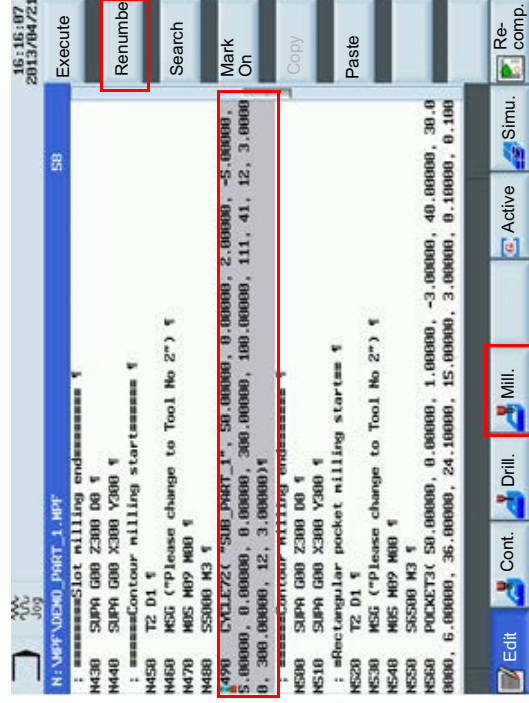 Jog
16:16:07
2013/04/21
N:\MPF\DEMO_PART_1.MPF 58
; =======Slot milling end======== ¶
N430 SUPA G00 Z300 D0 ¶
N440 SUPA G00 X300 Y300 ¶
; =======Contour milling start====== ¶
N450 T2 D1 ¶
N460 MSG ("Please change to Tool No 2") ¶
N470 M05 M09 M00 ¶
N480 S5000 M3 ¶
N490 CYCLE72( "SUB_PART_1", 50.00000, 0.00000, 2.00000, -5.00000,
5.00000, 0.00000, 0.00000, 300.00000, 100.00000, 111, 41, 12, 3.0000
0, 300.00000, 12, 3.00000)¶
; =======Contour milling end======== ¶
N500 SUPA G00 Z300 D0 ¶
N510 SUPA G00 X300 Y300 ¶
; =Rectangular pocket milling start== ¶
N520 T2 D1 ¶
N530 MSG ("Please change to Tool No 2") ¶
N540 M05 M09 M00 ¶
N550 S6500 M3 ¶
N560 POCKET3( 50.00000, 0.00000, 1.00000, -3.00000, 40.00000, 30.0
0000, 6.00000, 36.00000, 24.10000, 15.00000, 3.00000, 0.10000, 0.100
Execute
Renumbe
Search
Mark
On
Copy
Paste
Edit
Cont.
Drill.
Mill.
Active
Simu.
Re-
comp.